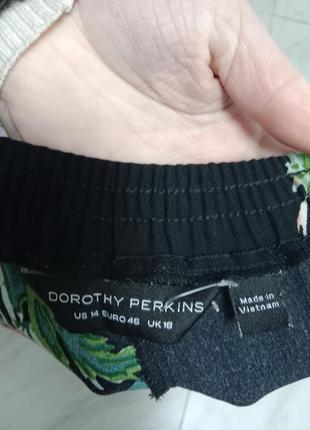 DOROTHY PERKINS
US 14 EURO 46 UK 18
Made in
Vietnam